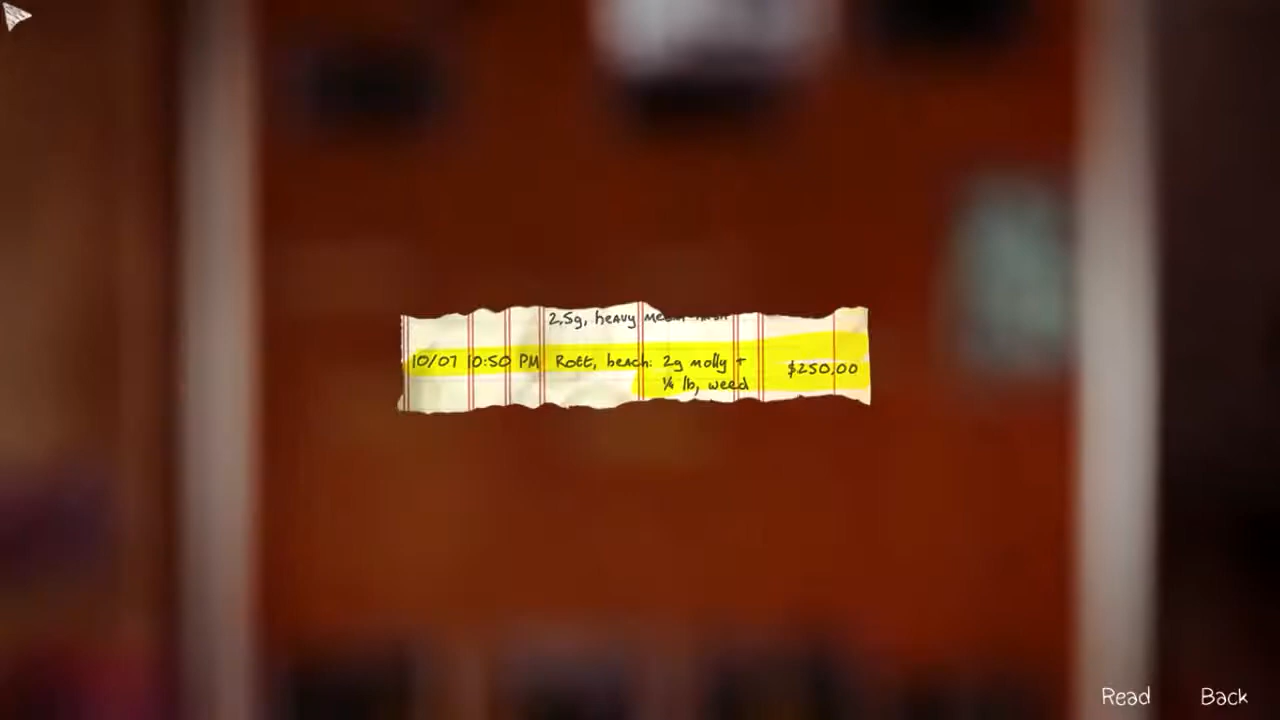 2,5g, heavy
10/07 10:50 PM Rott, beach: 2g molly + $250,00
1/4 lb, weed
Read Back